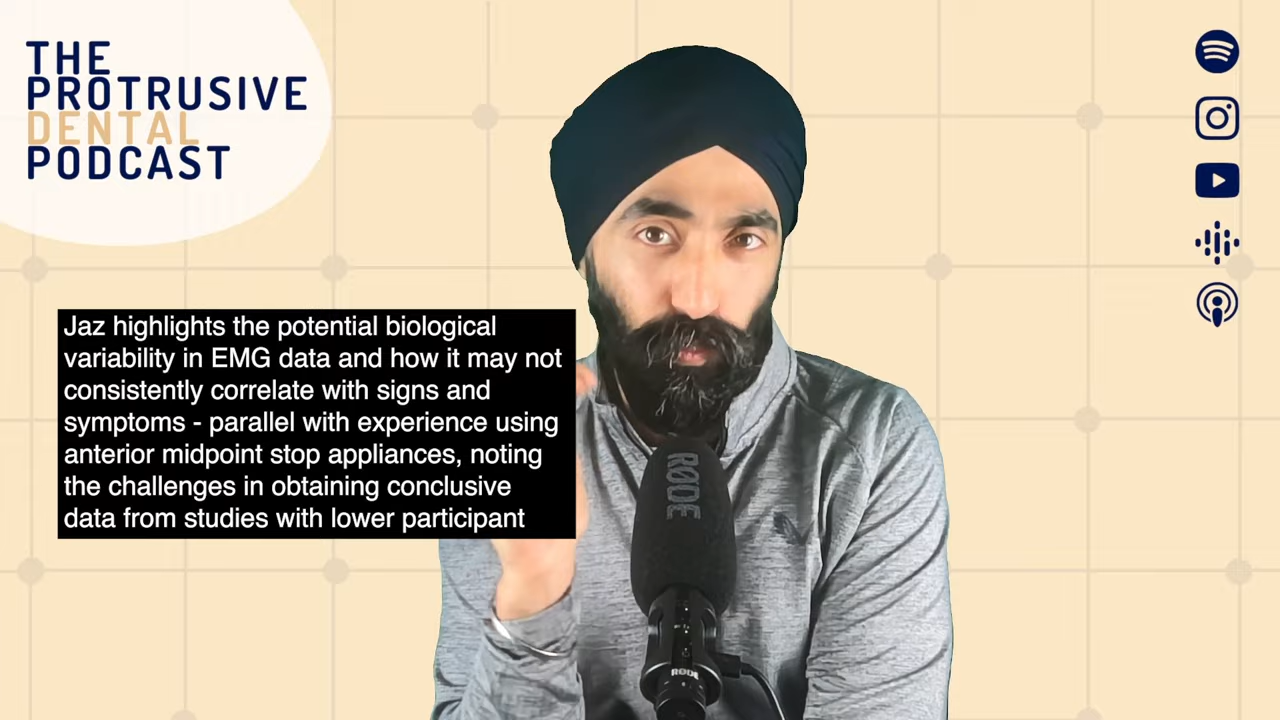 THE
PROTRUSIVE
DENTAL
PODCAST
Jaz highlights the potential biological
variability in EMG data and how it may not
consistently correlate with signs and
symptoms - parallel with experience using
anterior midpoint stop appliances, noting
the challenges in obtaining conclusive
data from studies with lower participant
RØDE
RØDE